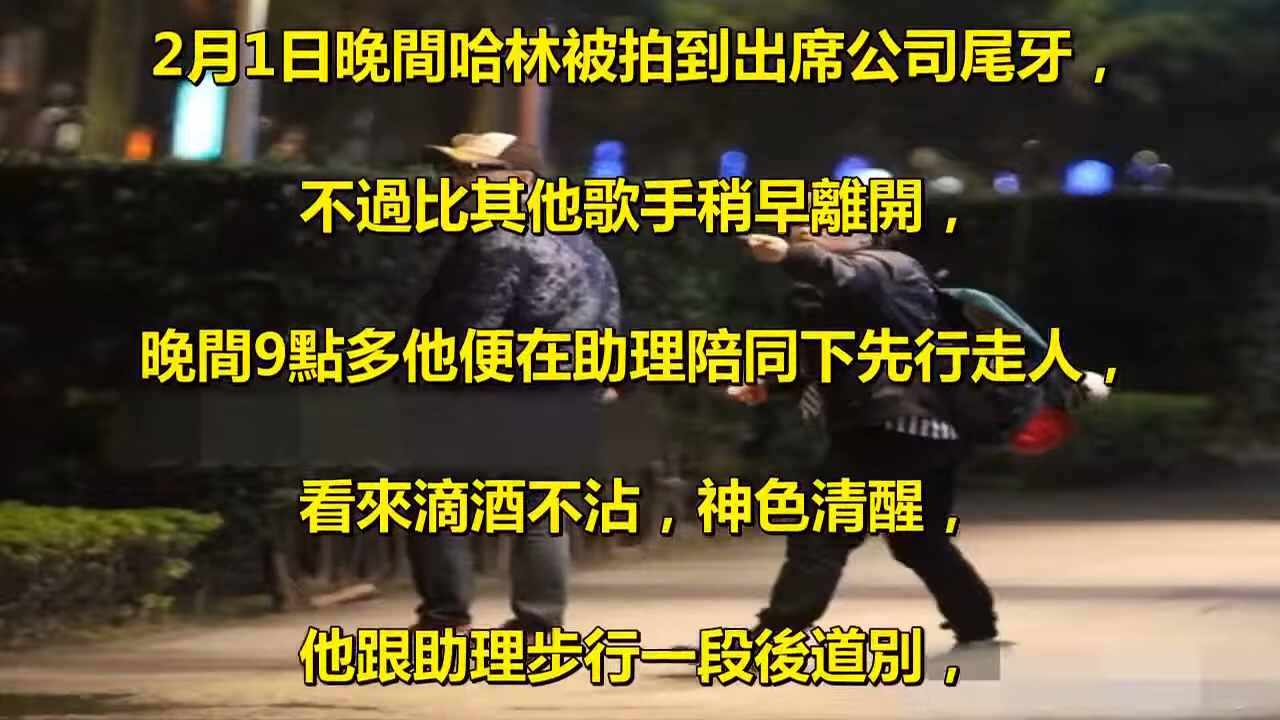 2月1日晚間哈林被拍到出席公司尾牙，
不過比其他歌手稍早離開，
晚間9點多他便在助理陪同下先行走人，
看來滴酒不沾，神色清醒，
他跟助理步行一段後道別，